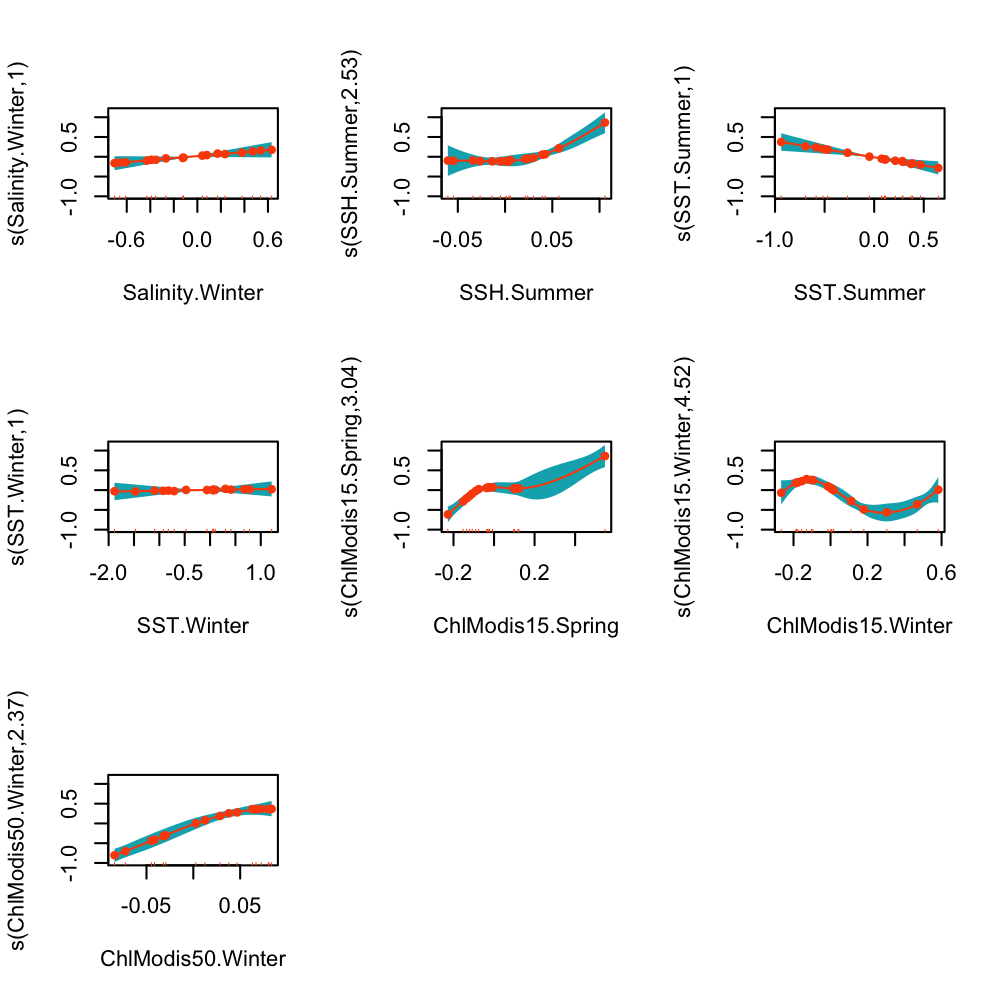 s(Salinity.Winter,1)
0.5
-1.0
-0.6 0.0 0.6
Salinity.Winter
s(SSH.Summer,2.53)
0.5
-1.0
-0.05 0.05
SSH.Summer
s(SST.Summer,1)
0.5
-1.0
-1.0 0.0 0.5
SST.Summer
s(SST.Winter,1)
0.5
-1.0
-2.0 -0.5 1.0
SST.Winter
s(ChlModis15.Spring,3.04)
0.5
-1.0
-0.2 0.2
ChlModis15.Spring
s(ChlModis15.Winter,4.52)
0.5
-1.0
-0.2 0.2 0.6
ChlModis15.Winter
s(ChlModis50.Winter,2.37)
0.5
-1.0
-0.05 0.05
ChlModis50.Winter